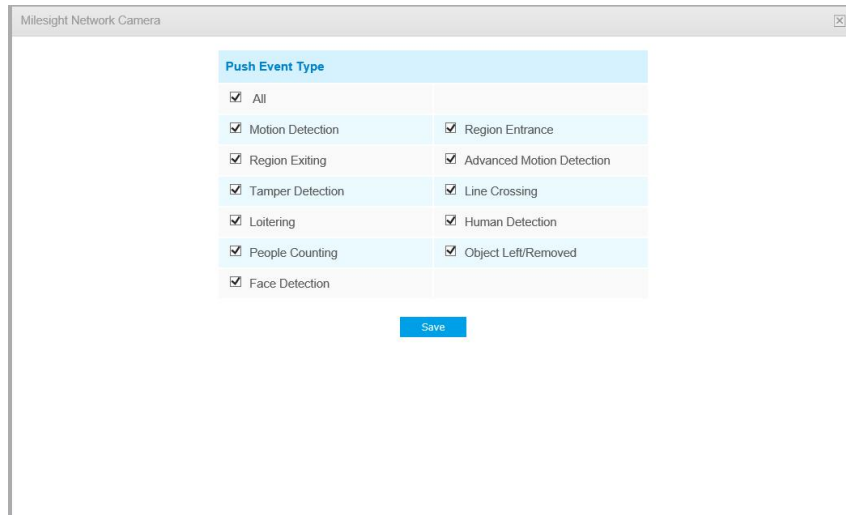 Milesight Network Camera
Push Event Type
All
Motion Detection
Region Entrance
Region Exiting
Advanced Motion Detection
Tamper Detection
Line Crossing
Loitering
Human Detection
People Counting
Object Left/Removed
Face Detection
Save